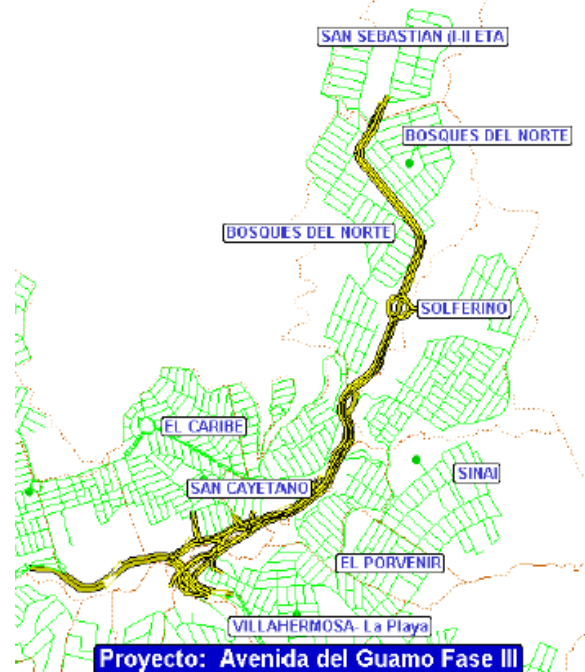 SAN SEBASTIAN (I-II ETA
BOSQUES DEL NORTE
BOSQUES DEL NORTE
SOLFERINO
EL CARIBE
SINAI
SAN CAYETANO
EL PORVENIR
VILLAHERMOSA- La Playa
Proyecto: Avenida del Guamo Fase III